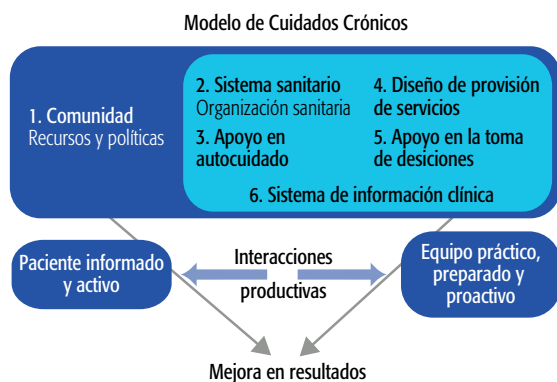 Modelo de Cuidados Crónicos
1. Comunidad
Recursos y políticas
2. Sistema sanitario
Organización sanitaria
3. Apoyo en
autocuidado
4. Diseño de provisión
de servicios
5. Apoyo en la toma
de desiciones
6. Sistema de información clínica
Paciente informado
y activo
Interacciones
productivas
Equipo práctico,
preparado y
proactivo
Mejora en resultados